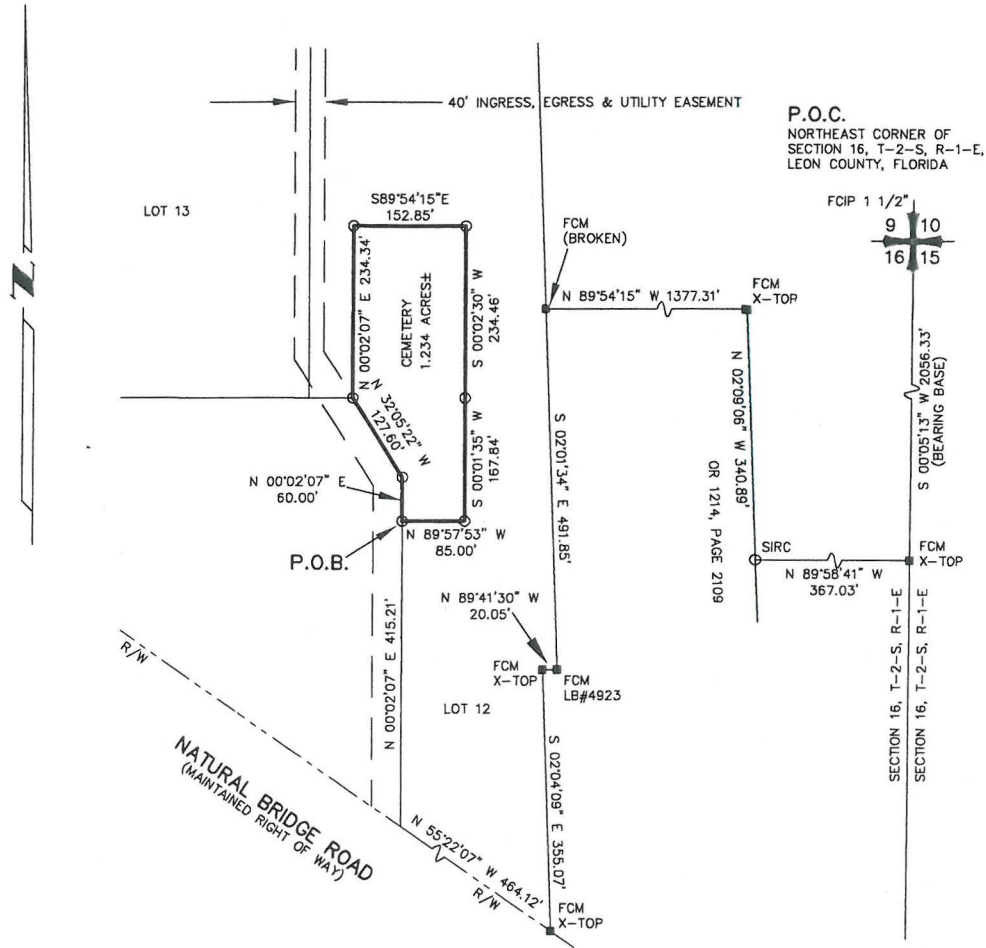 40' INGRESS, EGRESS & UTILITY EASEMENT
P.O.C.
NORTHEAST CORNER OF
SECTION 16, T-2-S, R-1-E,
LEON COUNTY, FLORIDA
FCIP 1 1/2"
9 10
16 15
LOT 13
S89°54'15"E
152.85'
FCM
(BROKEN)
N 89°54'15" W 1377.31'
FCM
X-TOP
N
N 00°02'07" E 234.34'
CEMETERY
1.234 ACRES±
S 00°02'30" W
234.46'
S 00°05'13" W 2056.33'
(BEARING BASE)
N 32°05'22" W
127.60'
S 00°01'35" W
167.84'
S 02°01'34" E 491.85'
N 02°09'06" W 340.89'
OR 1214, PAGE 2109
N 00°02'07" E
60.00'
N 89°57'53" W
85.00'
P.O.B.
SIRC
N 89°58'41" W
367.03'
FCM
X-TOP
N 89°41'30" W
20.05'
N 00°02'07" E 415.21'
FCM
X-TOP
FCM
LB#4923
LOT 12
SECTION 16, T-2-S, R-1-E
SECTION 15, T-2-S, R-1-E
R/W
NATURAL BRIDGE ROAD
(MAINTAINED RIGHT OF WAY)
S 02°04'09" E 355.07'
N 55°22'07" W 464.12'
R/W
FCM
X-TOP